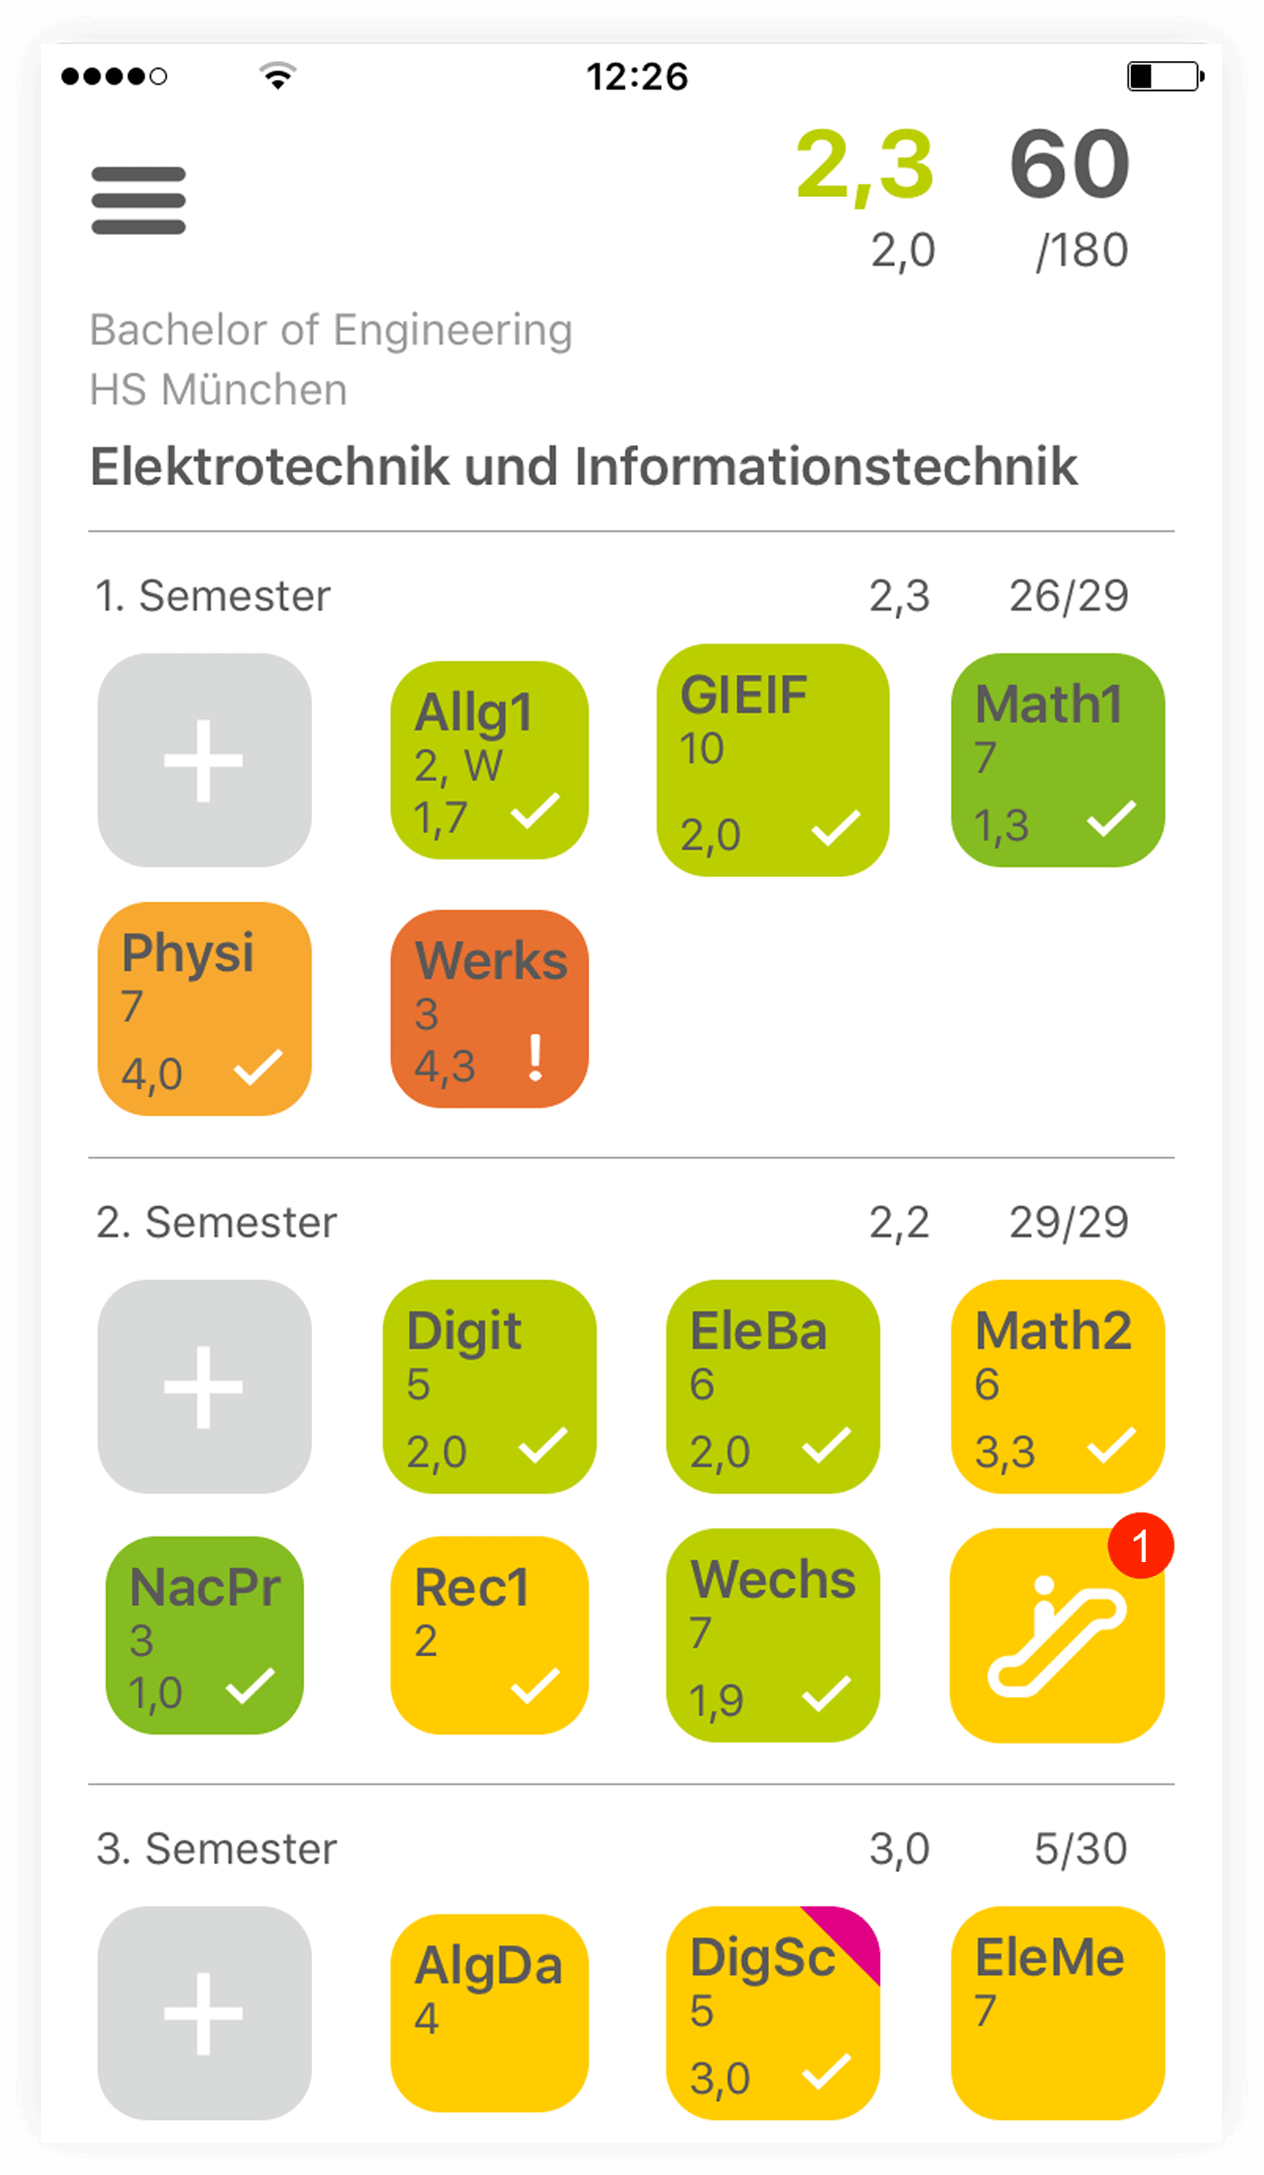 12:26
2,3 60
2,0 /180
Bachelor of Engineering
HS München
Elektrotechnik und Informationstechnik
1. Semester 2,3 26/29
+
Allg1
2, W
1,7
GlElF
10
2,0
Math1
7
1,3
Physi
7
4,0
Werks
3
4,3 !
2. Semester 2,2 29/29
+
Digit
5
2,0
EleBa
6
2,0
Math2
6
3,3
NacPr
3
1,0
Rec1
2
Wechs
7
1,9
1
3. Semester 3,0 5/30
+
AlgDa
4
DigSc
5
3,0
EleMe
7